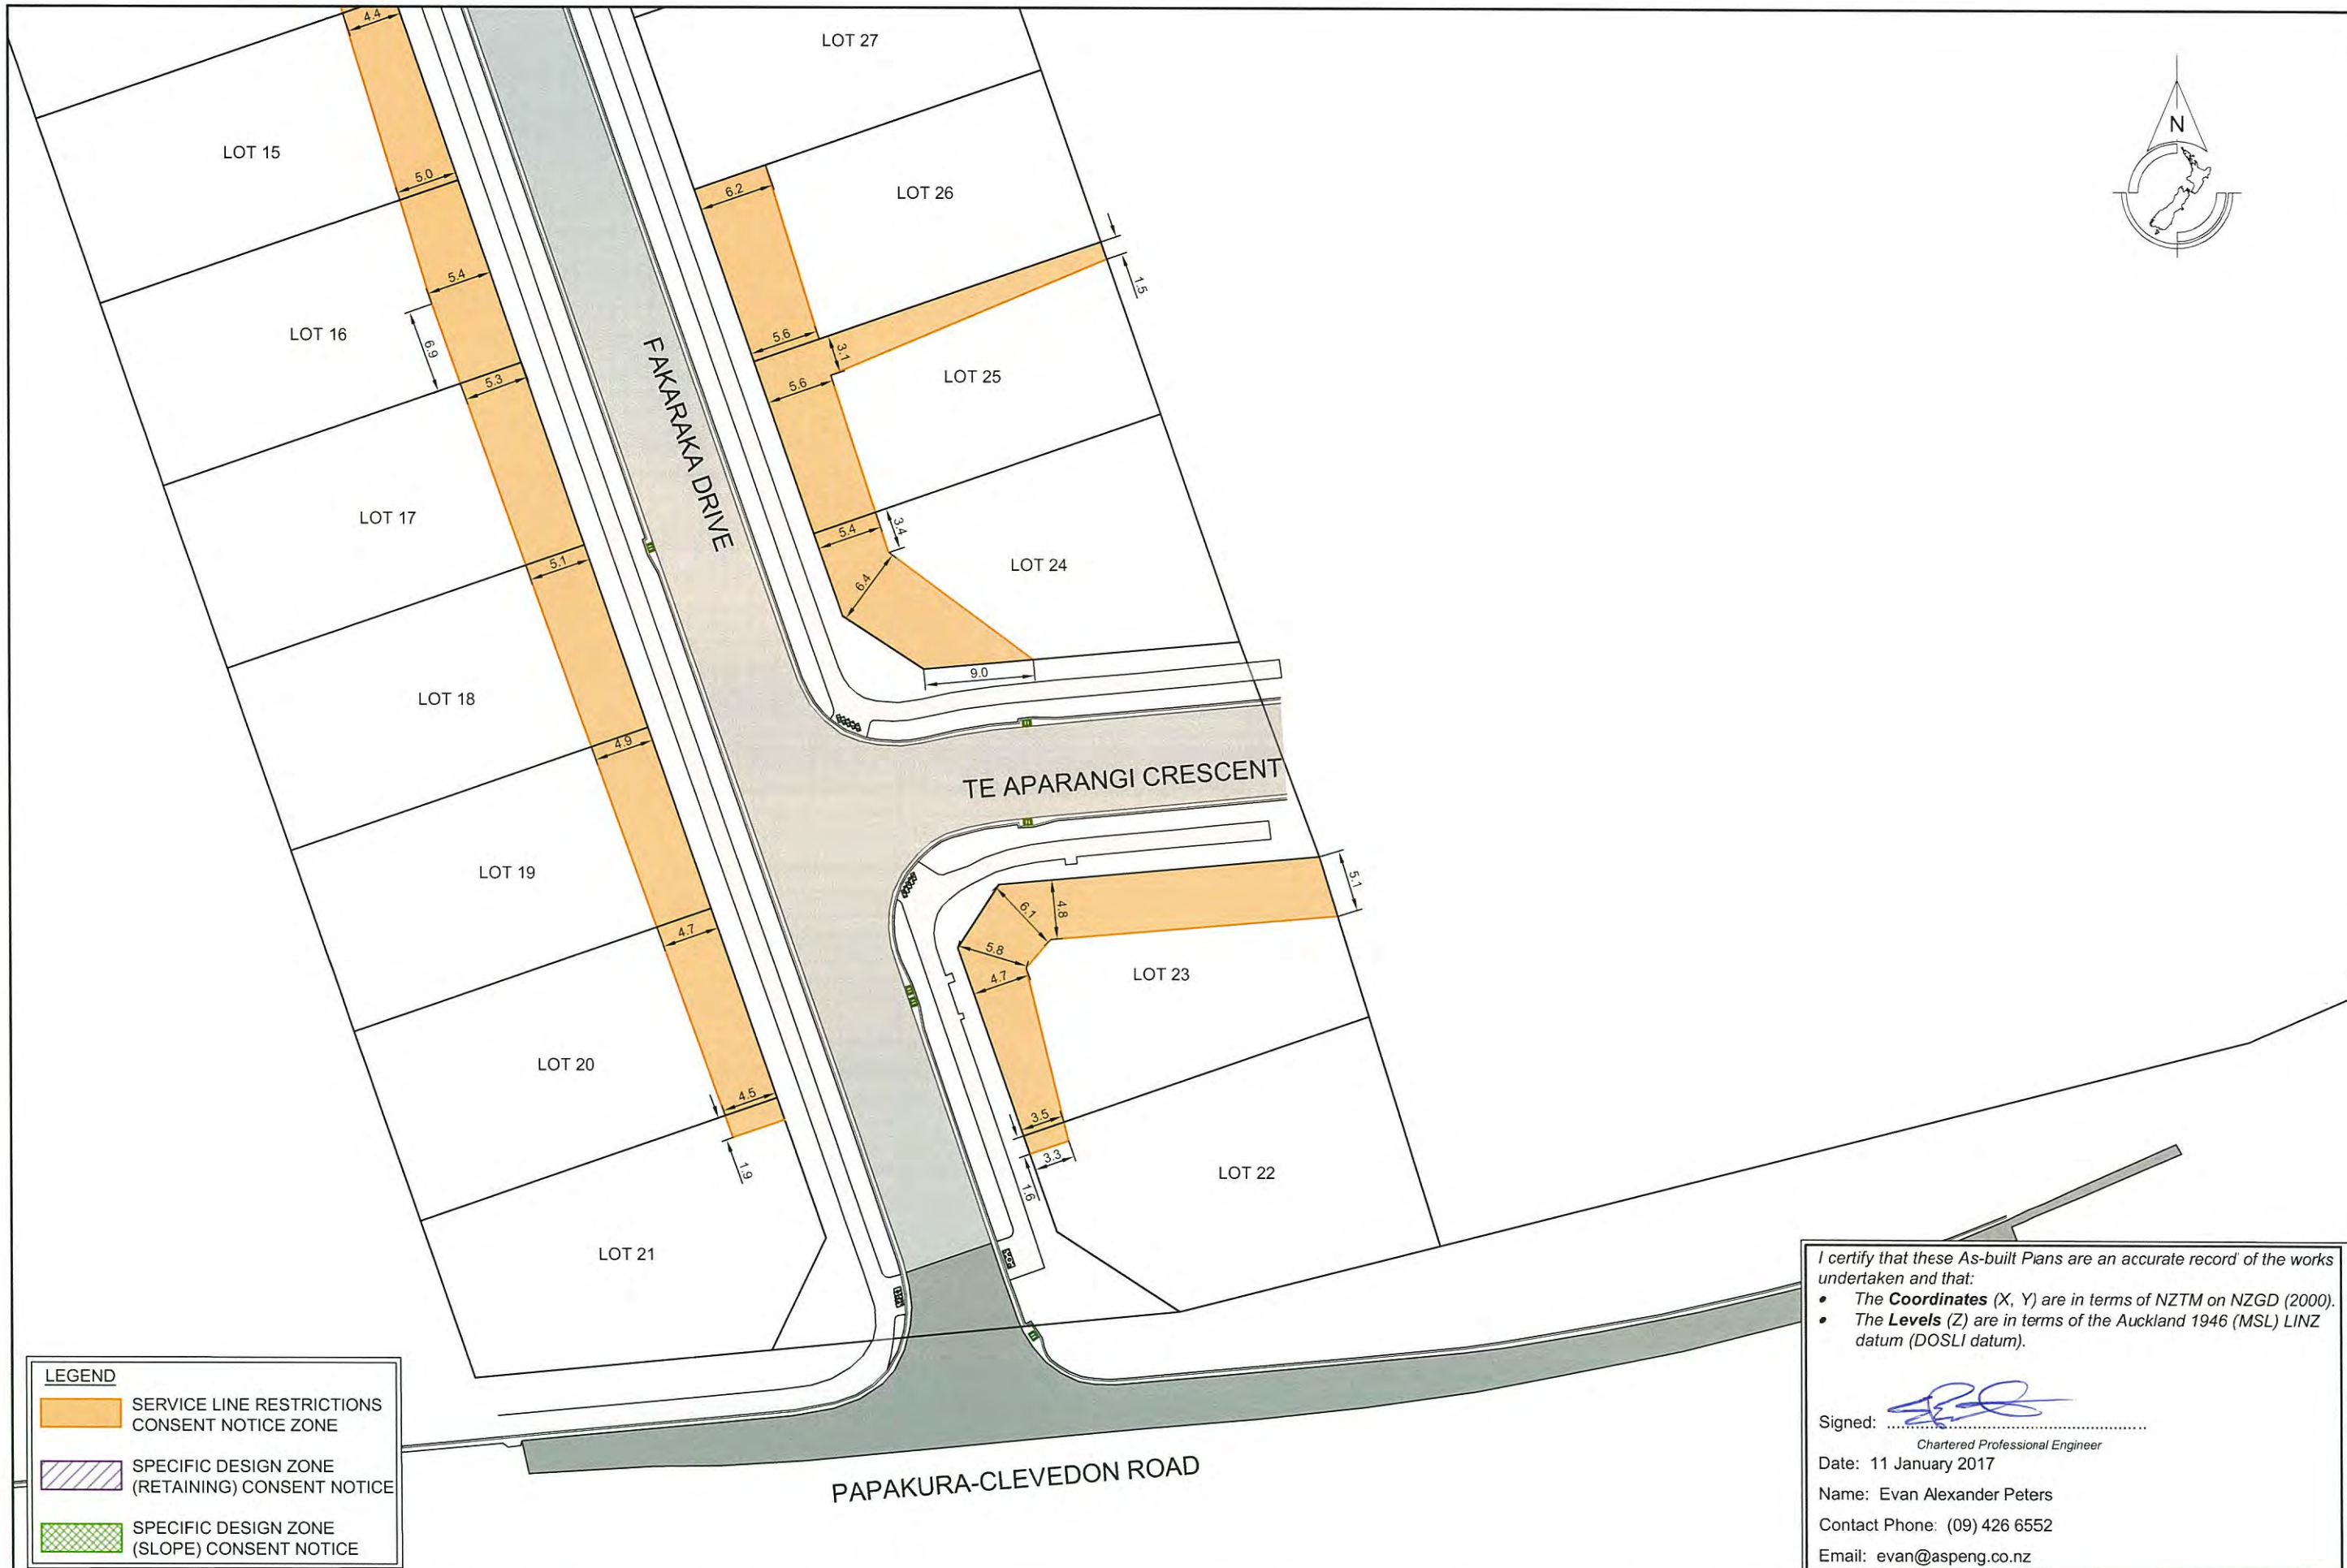 4.4
LOT 27
N
LOT 15
5.0
6.2
LOT 26
5.4
1.5
LOT 16
6.9
5.6
3.1
5.3
5.6
LOT 25
FAKARAKA DRIVE
LOT 17
5.1
5.4
3.4
LOT 24
6.4
LOT 18
9.0
4.9
TE APARANGI CRESCENT
LOT 19
5.1
6.1
4.8
4.7
5.8
4.7
LOT 23
LOT 20
4.5
3.5
1.9
3.3
1.6
LOT 22
LOT 21
PAPAKURA-CLEVEDON ROAD
LEGEND
SERVICE LINE RESTRICTIONS
CONSENT NOTICE ZONE
SPECIFIC DESIGN ZONE
(RETAINING) CONSENT NOTICE
SPECIFIC DESIGN ZONE
(SLOPE) CONSENT NOTICE
I certify that these As-built Plans are an accurate record of the works
undertaken and that:
• The Coordinates (X, Y) are in terms of NZTM on NZGD (2000).
• The Levels (Z) are in terms of the Auckland 1946 (MSL) LINZ
datum (DOSLI datum).
Signed:
Chartered Professional Engineer
Date: 11 January 2017
Name: Evan Alexander Peters
Contact Phone: (09) 426 6552
Email: evan@aspeng.co.nz